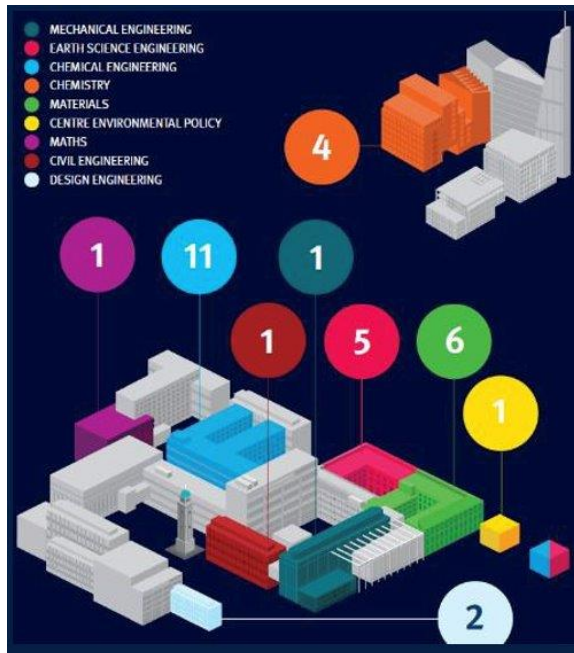 MECHANICAL ENGINEERING
EARTH SCIENCE ENGINEERING
CHEMICAL ENGINEERING
CHEMISTRY
MATERIALS
CENTRE ENVIRONMENTAL POLICY
MATHS
CIVIL ENGINEERING
DESIGN ENGINEERING
4
1
11
1
1
5
6
1
2